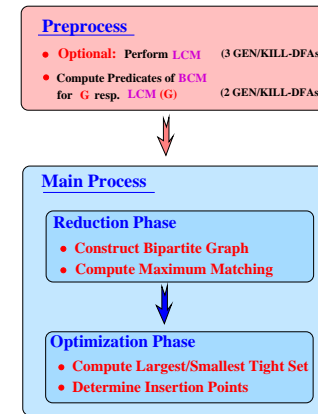 Preprocess
• Optional: Perform LCM (3 GEN/KILL-DFAs
• Compute Predicates of BCM
for G resp. LCM (G) (2 GEN/KILL-DFAs
Main Process
Reduction Phase
• Construct Bipartite Graph
• Compute Maximum Matching
Optimization Phase
• Compute Largest/Smallest Tight Set
• Determine Insertion Points